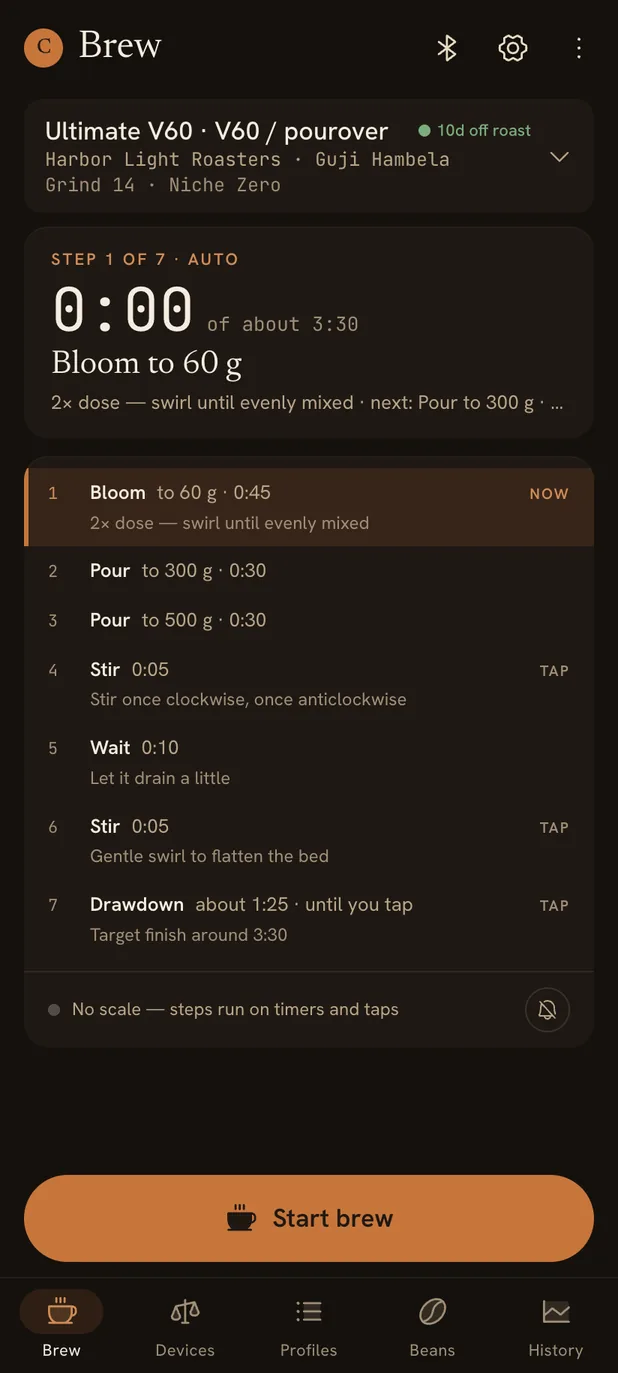 C Brew
Ultimate V60 · V60 / pourover
10d off roast
Harbor Light Roasters · Guji Hambela
Grind 14 · Niche Zero
STEP 1 OF 7 · AUTO
0:00 of about 3:30
Bloom to 60 g
2× dose — swirl until evenly mixed · next: Pour to 300 g · …
1 Bloom to 60 g · 0:45 NOW
2× dose — swirl until evenly mixed
2 Pour to 300 g · 0:30
3 Pour to 500 g · 0:30
4 Stir 0:05 TAP
Stir once clockwise, once anticlockwise
5 Wait 0:10
Let it drain a little
6 Stir 0:05 TAP
Gentle swirl to flatten the bed
7 Drawdown about 1:25 · until you tap TAP
Target finish around 3:30
No scale — steps run on timers and taps
Start brew
Brew Devices Profiles Beans History